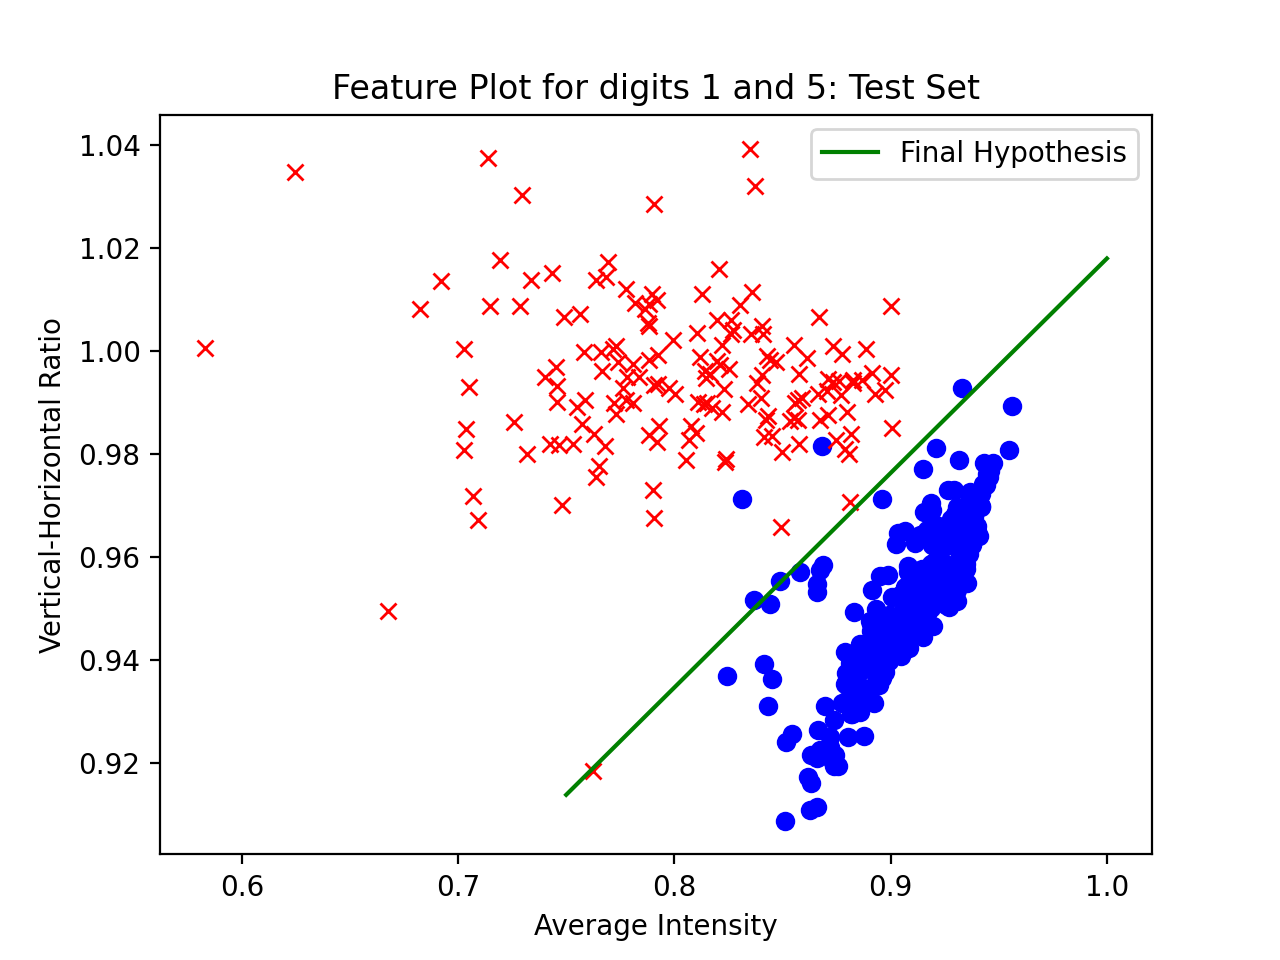 Feature Plot for digits 1 and 5: Test Set
Final Hypothesis
Vertical-Horizontal Ratio
1.04
1.02
1.00
0.98
0.96
0.94
0.92
0.6 0.7 0.8 0.9 1.0
Average Intensity